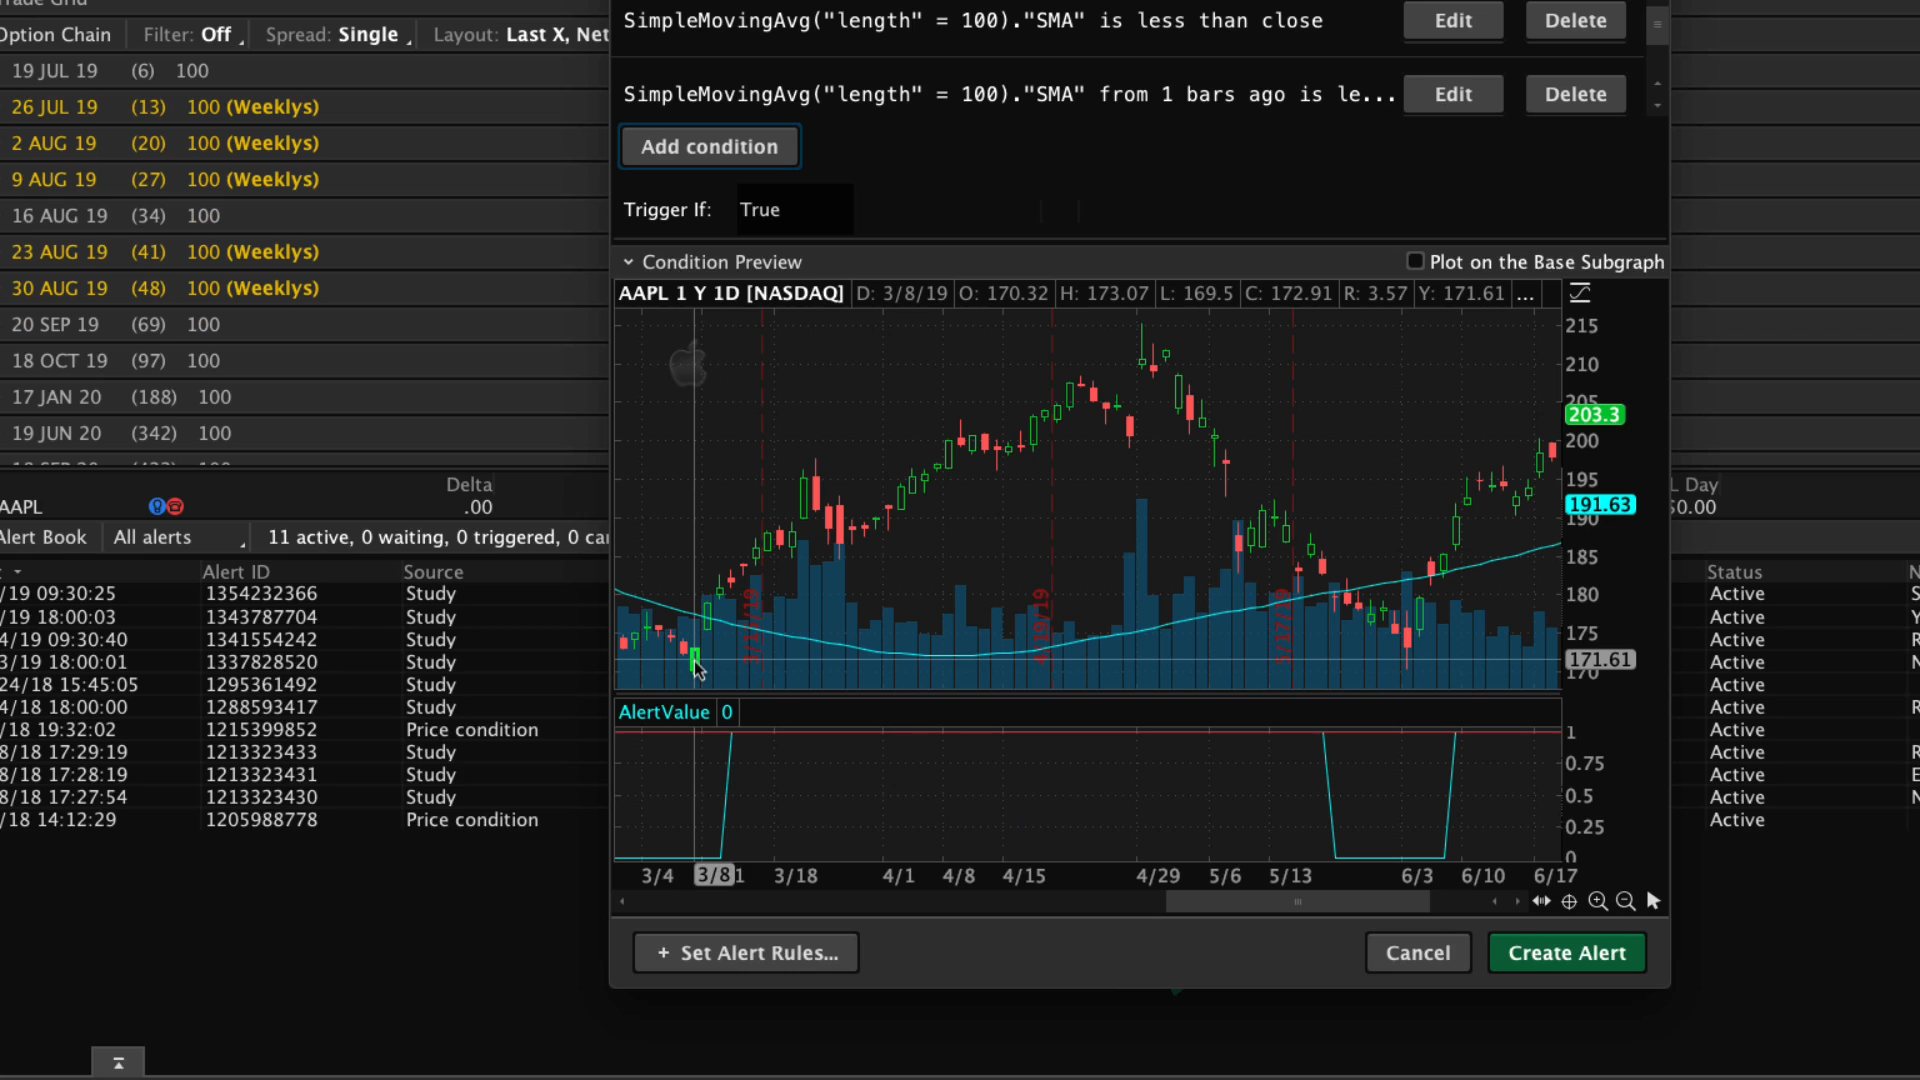 Trade Grid
Option Chain Filter: Off Spread: Single Layout: Last X, Net
19 JUL 19 (6) 100
26 JUL 19 (13) 100 (Weeklys)
2 AUG 19 (20) 100 (Weeklys)
9 AUG 19 (27) 100 (Weeklys)
16 AUG 19 (34) 100
23 AUG 19 (41) 100 (Weeklys)
30 AUG 19 (48) 100 (Weeklys)
20 SEP 19 (69) 100
18 OCT 19 (97) 100
17 JAN 20 (188) 100
19 JUN 20 (342) 100
Delta
AAPL .00
Alert Book All alerts 11 active, 0 waiting, 0 triggered, 0 ca
Alert ID Source
/19 09:30:25 1354232366 Study
/19 18:00:03 1343787704 Study
4/19 09:30:40 1341554242 Study
3/19 18:00:01 1337828520 Study
24/18 15:45:05 1295361492 Study
4/18 18:00:00 1288593417 Study
/18 19:32:02 1215399852 Price condition
8/18 17:29:19 1213323433 Study
8/18 17:28:19 1213323431 Study
8/18 17:27:54 1213323430 Study
/18 14:12:29 1205988778 Price condition
SimpleMovingAvg("length" = 100)."SMA" is less than close Edit Delete
SimpleMovingAvg("length" = 100)."SMA" from 1 bars ago is le... Edit Delete
Add condition
Trigger If: True
Condition Preview Plot on the Base Subgraph
AAPL 1 Y 1D [NASDAQ] D: 3/8/19 O: 170.32 H: 173.07 L: 169.5 C: 172.91 R: 3.57 Y: 171.61 ...
215
210
205
203.3
200
195
191.63
190
185
180
175
171.61
170
4/19/19
5/17/19
AlertValue 0
1
0.75
0.5
0.25
0
3/4 3/8 1 3/18 4/1 4/8 4/15 4/29 5/6 5/13 6/3 6/10 6/17
+ Set Alert Rules... Cancel Create Alert
L Day
$0.00
Status N
Active S
Active Y
Active R
Active N
Active
Active R
Active
Active R
Active E
Active N
Active